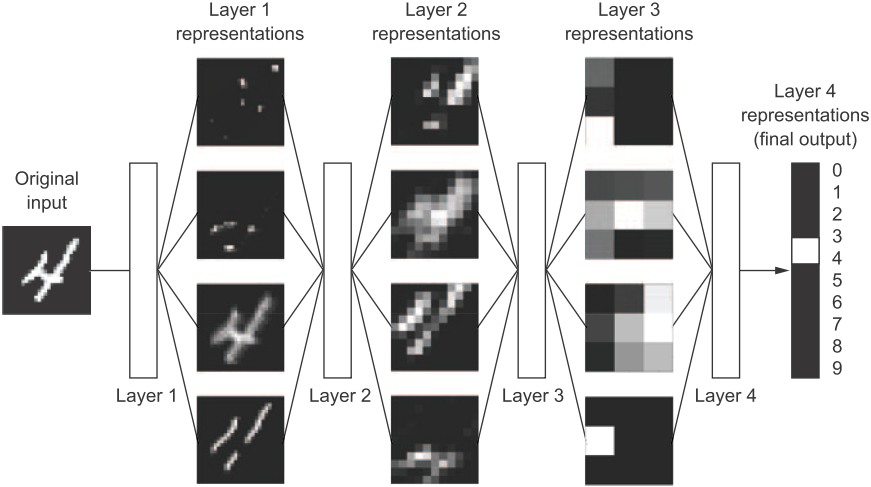 Layer 1
representations
Layer 2
representations
Layer 3
representations
Layer 4
representations
(final output)
Original
input
0
1
2
3
4
5
6
7
8
9
Layer 1
Layer 2
Layer 3
Layer 4